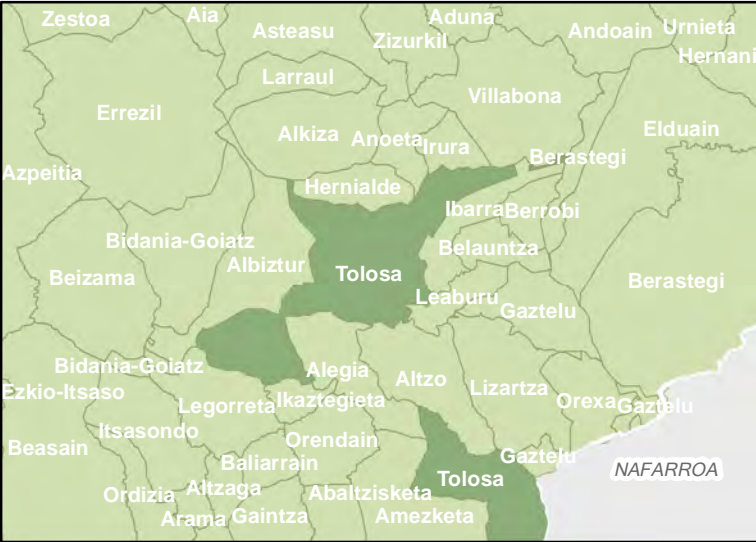 Zestoa
Aia
Asteasu
Aduna
Zizurkil
Andoain
Urnieta
Hernani
Larraul
Villabona
Errezil
Alkiza
Anoeta
Irura
Elduain
Berastegi
Azpeitia
Hernialde
Ibarra
Berrobi
Bidania-Goiatz
Belauntza
Albiztur
Tolosa
Beizama
Berastegi
Leaburu
Gaztelu
Bidania-Goiatz
Alegia
Altzo
Lizartza
Ezkio-Itsaso
Legorreta
Ikaztegieta
Orexa
Gaztelu
Itsasondo
Orendain
Beasain
Baliarrain
Gaztelu
Tolosa
NAFARROA
Ordizia
Altzaga
Abaltzisketa
Arama
Gaintza
Amezketa